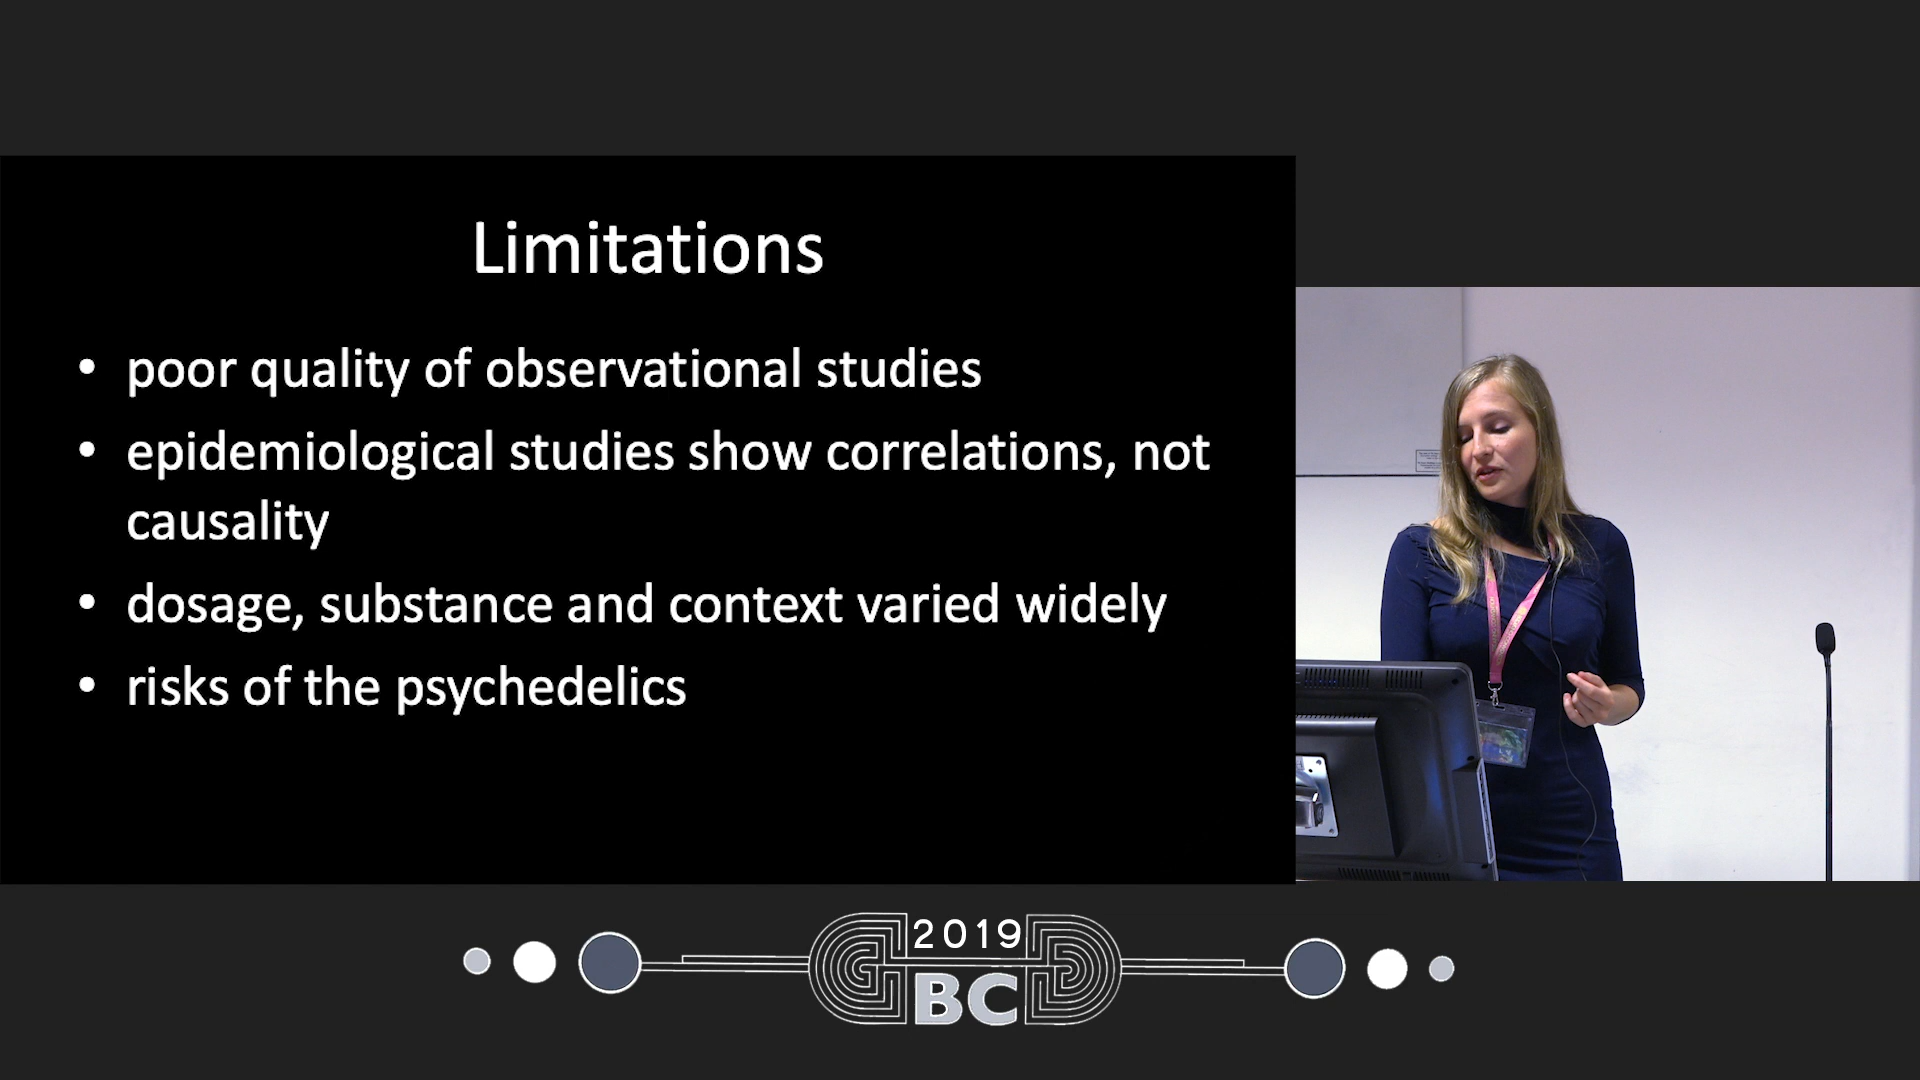 Limitations
• poor quality of observational studies
• epidemiological studies show correlations, not
causality
• dosage, substance and context varied widely
• risks of the psychedelics
2019
BC